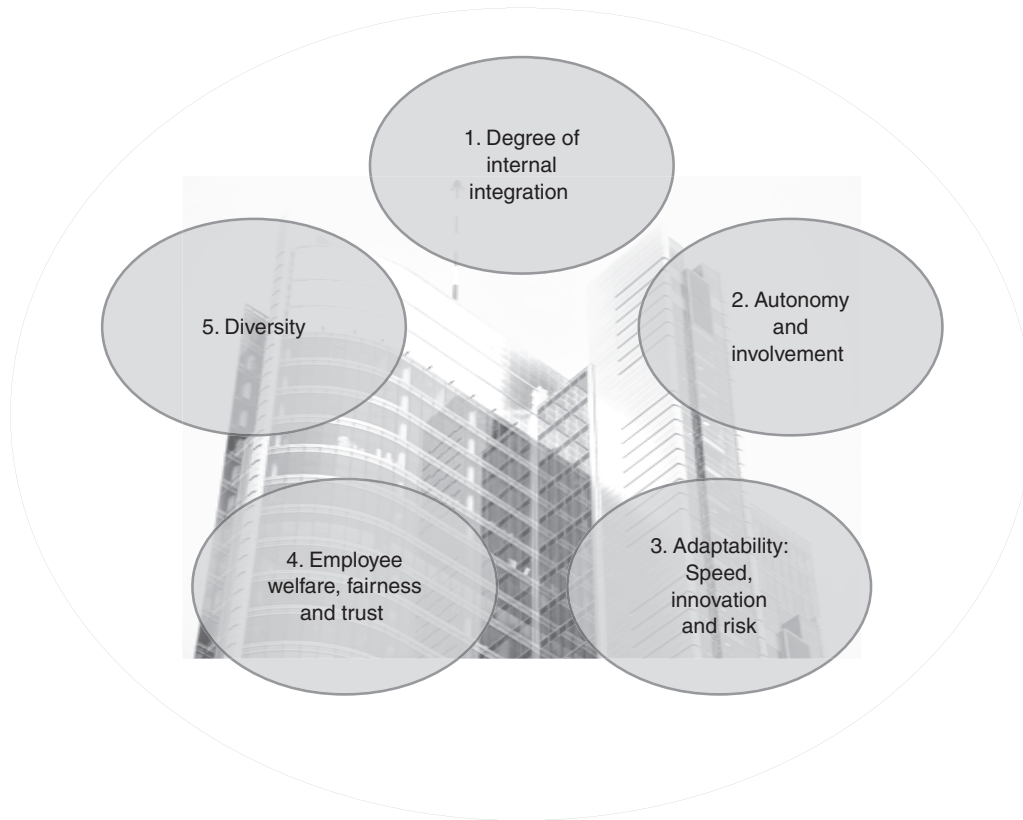 1. Degree of
internal
integration
2. Autonomy
and
involvement
3. Adaptability:
Speed,
innovation
and risk
4. Employee
welfare, fairness
and trust
5. Diversity